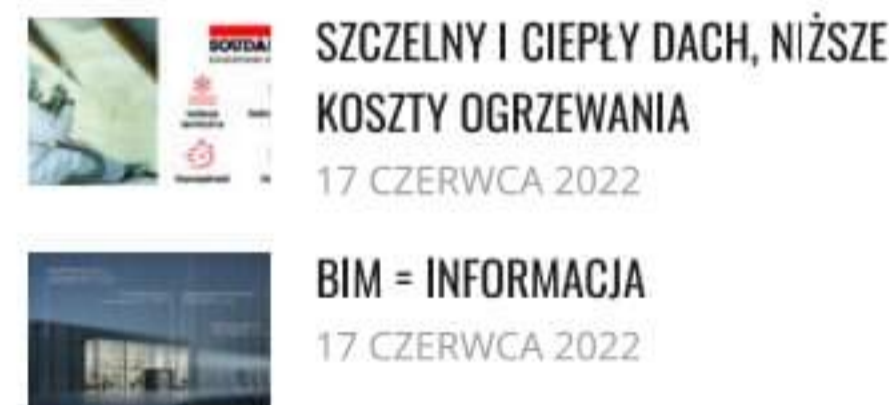 SZCZELNY I CIEPŁY DACH, NIŻSZE
KOSZTY OGRZEWANIA
17 CZERWCA 2022
BIM = INFORMACJA
17 CZERWCA 2022